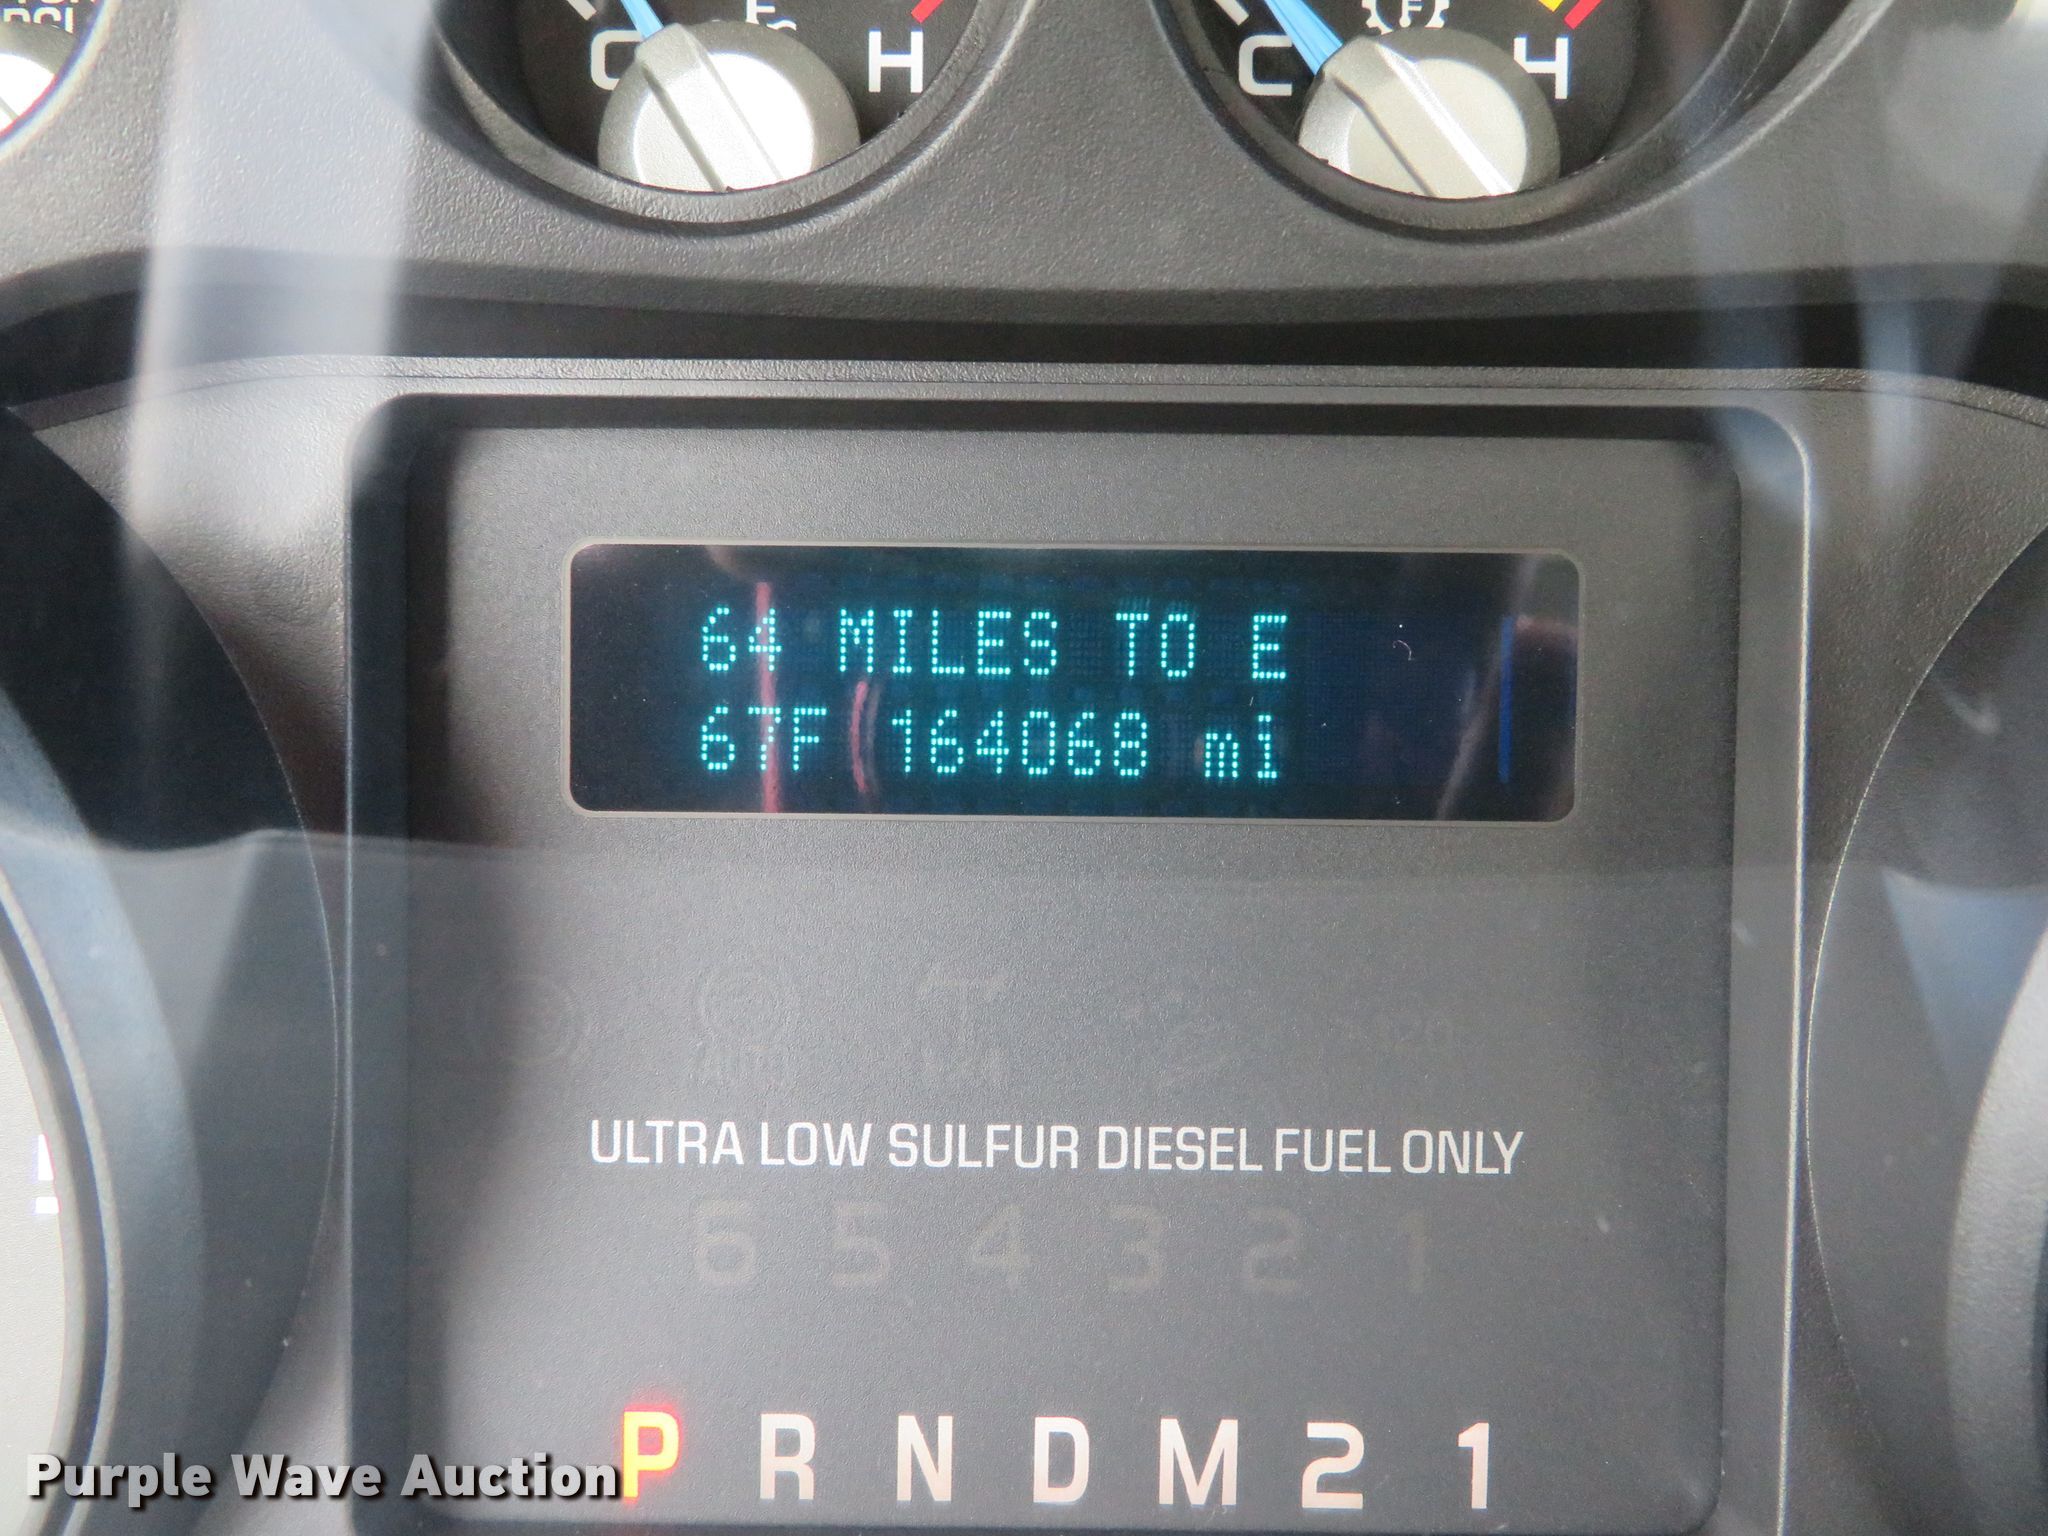 C H C H
64 MILES TO E
67F 164068 mi
ULTRA LOW SULFUR DIESEL FUEL ONLY
6 5 4 3 2 1
P R N D M 2 1
Purple Wave Auction